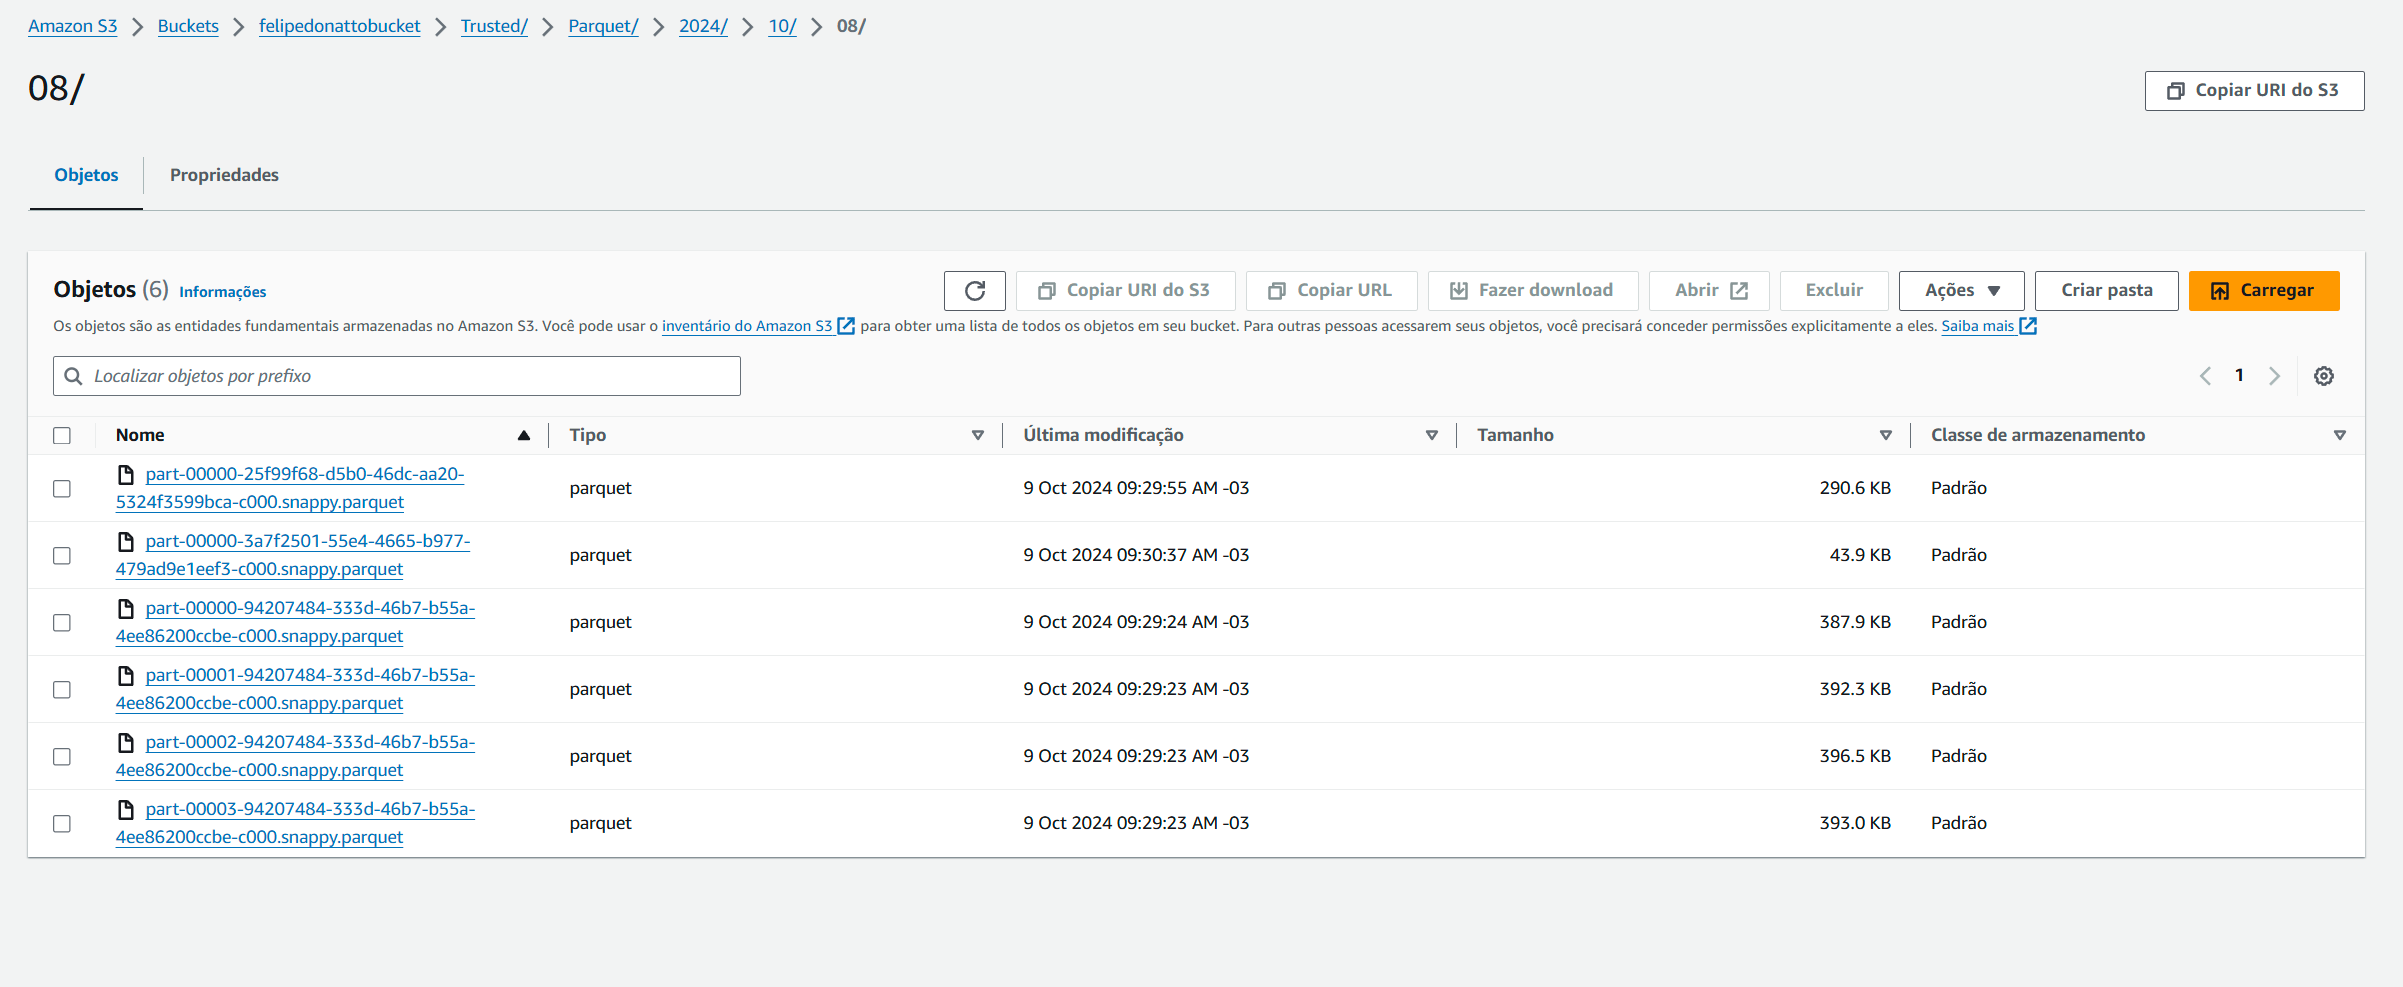 Amazon S3 > Buckets > felipedonattobucket > Trusted/ > Parquet/ > 2024/ > 10/ > 08/
08/
Copiar URI do S3
Objetos
Propriedades
Objetos (6) Informações
Copiar URI do S3
Copiar URL
Fazer download
Abrir
Excluir
Ações
Criar pasta
Carregar
Os objetos são as entidades fundamentais armazenadas no Amazon S3. Você pode usar o inventário do Amazon S3 para obter uma lista de todos os objetos em seu bucket. Para outras pessoas acessarem seus objetos, você precisará conceder permissões explicitamente a eles. Saiba mais
Localizar objetos por prefixo
1
Nome Tipo Última modificação Tamanho Classe de armazenamento
part-00000-25f99f68-d5b0-46dc-aa20-
5324f3599bca-c000.snappy.parquet
parquet 9 Oct 2024 09:29:55 AM -03 290.6 KB Padrão
part-00000-3a7f2501-55e4-4665-b977-
479ad9e1eef3-c000.snappy.parquet
parquet 9 Oct 2024 09:30:37 AM -03 43.9 KB Padrão
part-00000-94207484-333d-46b7-b55a-
4ee86200ccbe-c000.snappy.parquet
parquet 9 Oct 2024 09:29:24 AM -03 387.9 KB Padrão
part-00001-94207484-333d-46b7-b55a-
4ee86200ccbe-c000.snappy.parquet
parquet 9 Oct 2024 09:29:23 AM -03 392.3 KB Padrão
part-00002-94207484-333d-46b7-b55a-
4ee86200ccbe-c000.snappy.parquet
parquet 9 Oct 2024 09:29:23 AM -03 396.5 KB Padrão
part-00003-94207484-333d-46b7-b55a-
4ee86200ccbe-c000.snappy.parquet
parquet 9 Oct 2024 09:29:23 AM -03 393.0 KB Padrão